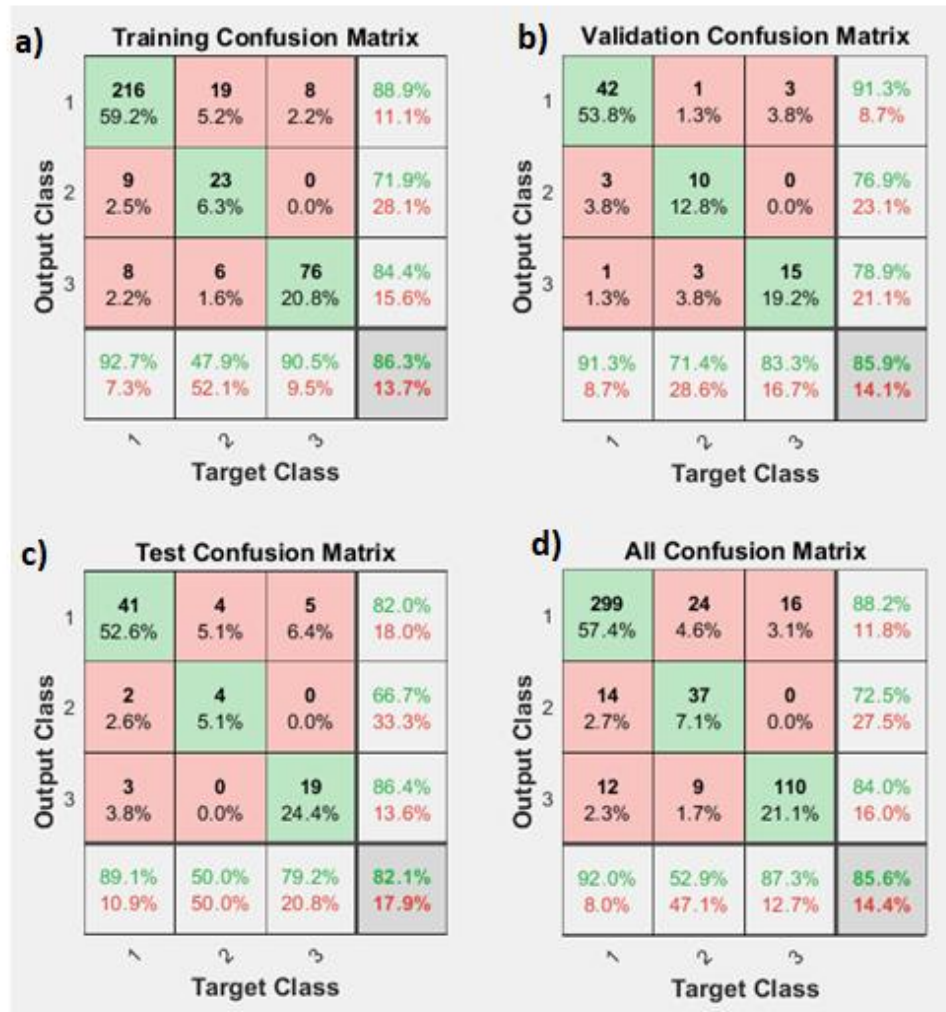 a) Training Confusion Matrix
216 19 8 88.9%
1
59.2% 5.2% 2.2% 11.1%
9 23 0 71.9%
2
2.5% 6.3% 0.0% 28.1%
8 6 76 84.4%
3
2.2% 1.6% 20.8% 15.6%
92.7% 47.9% 90.5% 86.3%
7.3% 52.1% 9.5% 13.7%
1 2 3
Target Class
Output Class
b) Validation Confusion Matrix
42 1 3 91.3%
1
53.8% 1.3% 3.8% 8.7%
3 10 0 76.9%
2
3.8% 12.8% 0.0% 23.1%
1 3 15 78.9%
3
1.3% 3.8% 19.2% 21.1%
91.3% 71.4% 83.3% 85.9%
8.7% 28.6% 16.7% 14.1%
1 2 3
Target Class
Output Class
c) Test Confusion Matrix
41 4 5 82.0%
1
52.6% 5.1% 6.4% 18.0%
2 4 0 66.7%
2
2.6% 5.1% 0.0% 33.3%
3 0 19 86.4%
3
3.8% 0.0% 24.4% 13.6%
89.1% 50.0% 79.2% 82.1%
10.9% 50.0% 20.8% 17.9%
1 2 3
Target Class
Output Class
d) All Confusion Matrix
299 24 16 88.2%
1
57.4% 4.6% 3.1% 11.8%
14 37 0 72.5%
2
2.7% 7.1% 0.0% 27.5%
12 9 110 84.0%
3
2.3% 1.7% 21.1% 16.0%
92.0% 52.9% 87.3% 85.6%
8.0% 47.1% 12.7% 14.4%
1 2 3
Target Class
Output Class